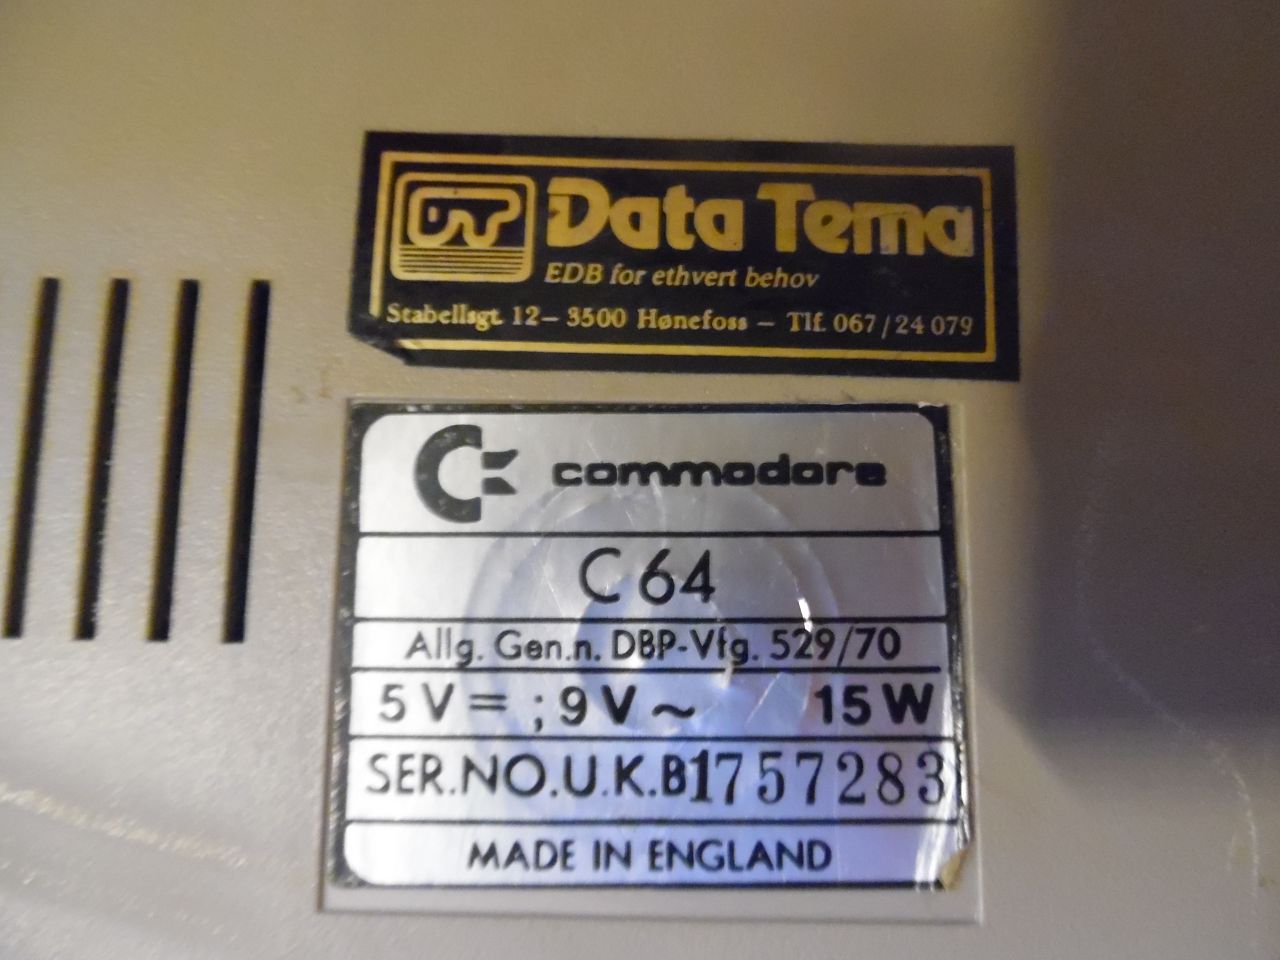 Data Tema
EDB for ethvert behov
Stabellsgt. 12 – 3500 Hønefoss – Tlf. 067/24 079
commodore
C 64
Allg. Gen.n. DBP-Vfg. 529/70
5 V = ; 9 V ~ 15 W
SER.NO.U.K.B1757283
MADE IN ENGLAND